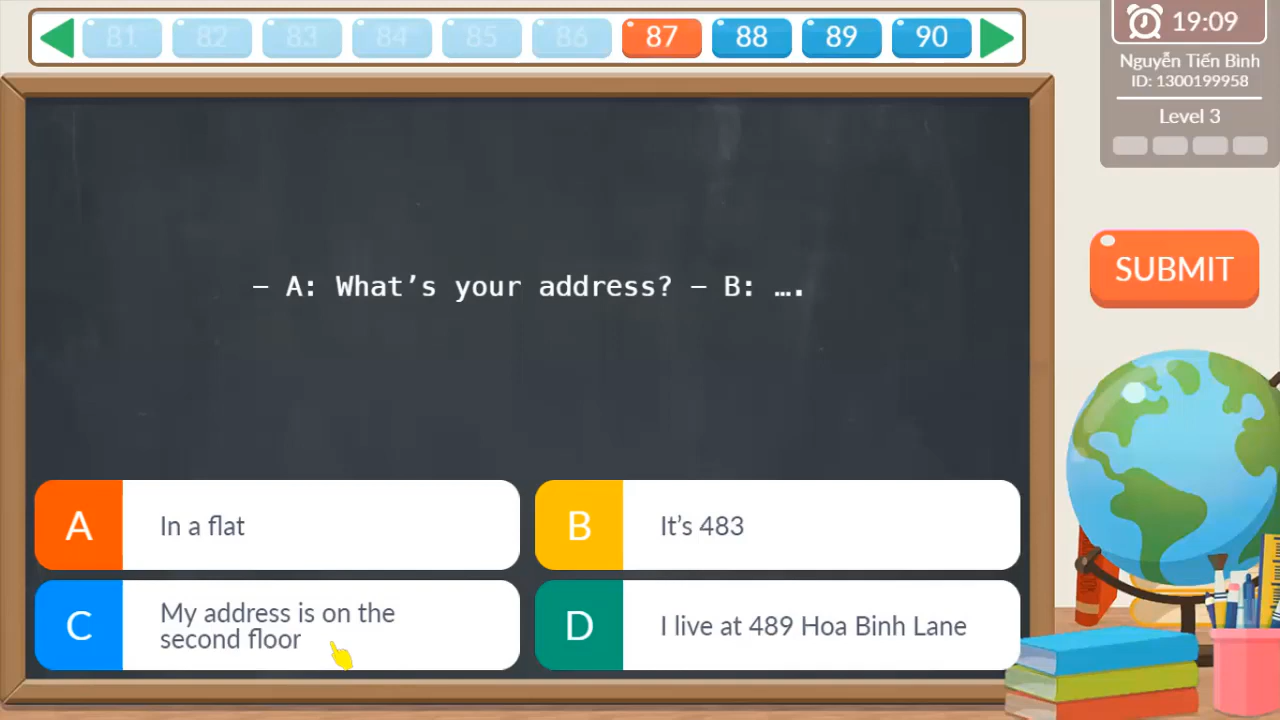 81 82 83 84 85 86 87 88 89 90
19:09
Nguyễn Tiến Bình
ID: 1300199958
Level 3
– A: What’s your address? – B: ….
SUBMIT
A In a flat
B It’s 483
C My address is on the
second floor
D I live at 489 Hoa Binh Lane